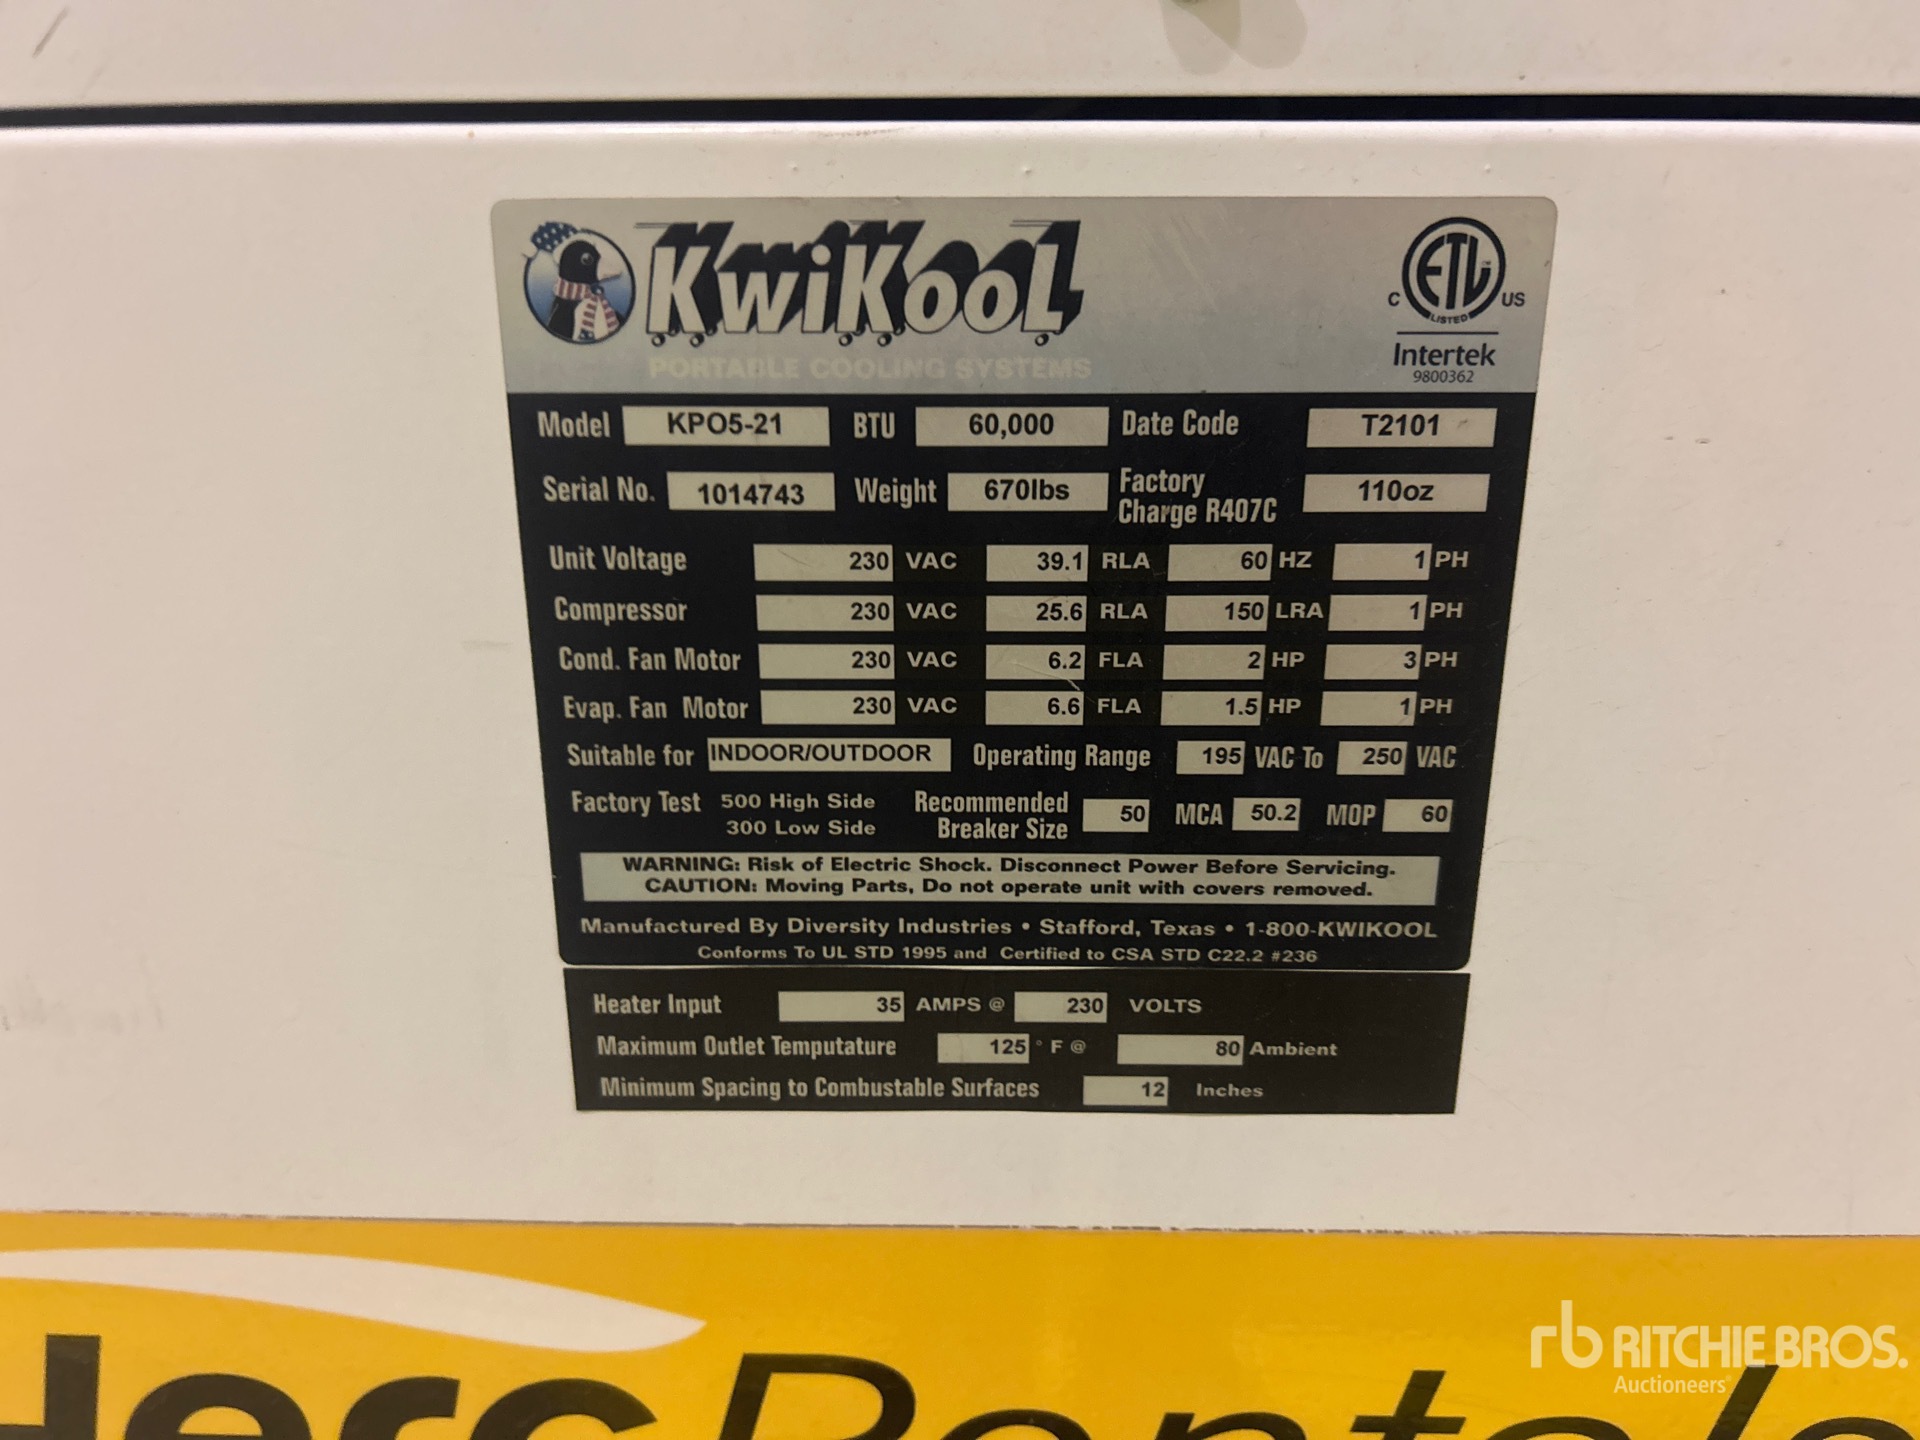 KwiKool
PORTABLE COOLING SYSTEMS
C ETL US
LISTED
Intertek
9800362
Model KPO5-21 BTU 60,000 Date Code T2101
Serial No. 1014743 Weight 670lbs Factory Charge R407C 110oz
Unit Voltage 230 VAC 39.1 RLA 60 HZ 1 PH
Compressor 230 VAC 25.6 RLA 150 LRA 1 PH
Cond. Fan Motor 230 VAC 6.2 FLA 2 HP 3 PH
Evap. Fan Motor 230 VAC 6.6 FLA 1.5 HP 1 PH
Suitable for INDOOR/OUTDOOR Operating Range 195 VAC To 250 VAC
Factory Test 500 High Side 300 Low Side Recommended Breaker Size 50 MCA 50.2 MOP 60
WARNING: Risk of Electric Shock. Disconnect Power Before Servicing.
CAUTION: Moving Parts, Do not operate unit with covers removed.
Manufactured By Diversity Industries • Stafford, Texas • 1-800-KWIKOOL
Conforms To UL STD 1995 and Certified to CSA STD C22.2 #236
Heater Input 35 AMPS @ 230 VOLTS
Maximum Outlet Temputature 125 ° F @ 80 Ambient
Minimum Spacing to Combustable Surfaces 12 Inches
Herc Rentals
rb RITCHIE BROS.
Auctioneers